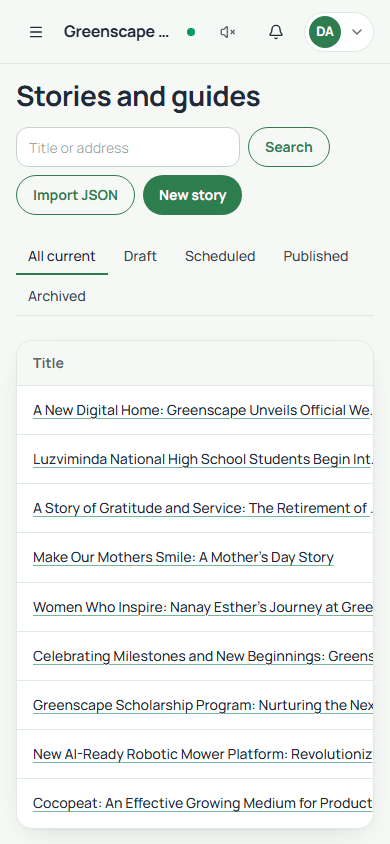 Greenscape ...
DA
Stories and guides
Title or address
Search
Import JSON
New story
All current
Draft
Scheduled
Published
Archived
Title
A New Digital Home: Greenscape Unveils Official We...
Luzviminda National High School Students Begin Int...
A Story of Gratitude and Service: The Retirement of ...
Make Our Mothers Smile: A Mother's Day Story
Women Who Inspire: Nanay Esther's Journey at Gree
Celebrating Milestones and New Beginnings: Greens
Greenscape Scholarship Program: Nurturing the Nex
New AI-Ready Robotic Mower Platform: Revolutioniz
Cocopeat: An Effective Growing Medium for Product